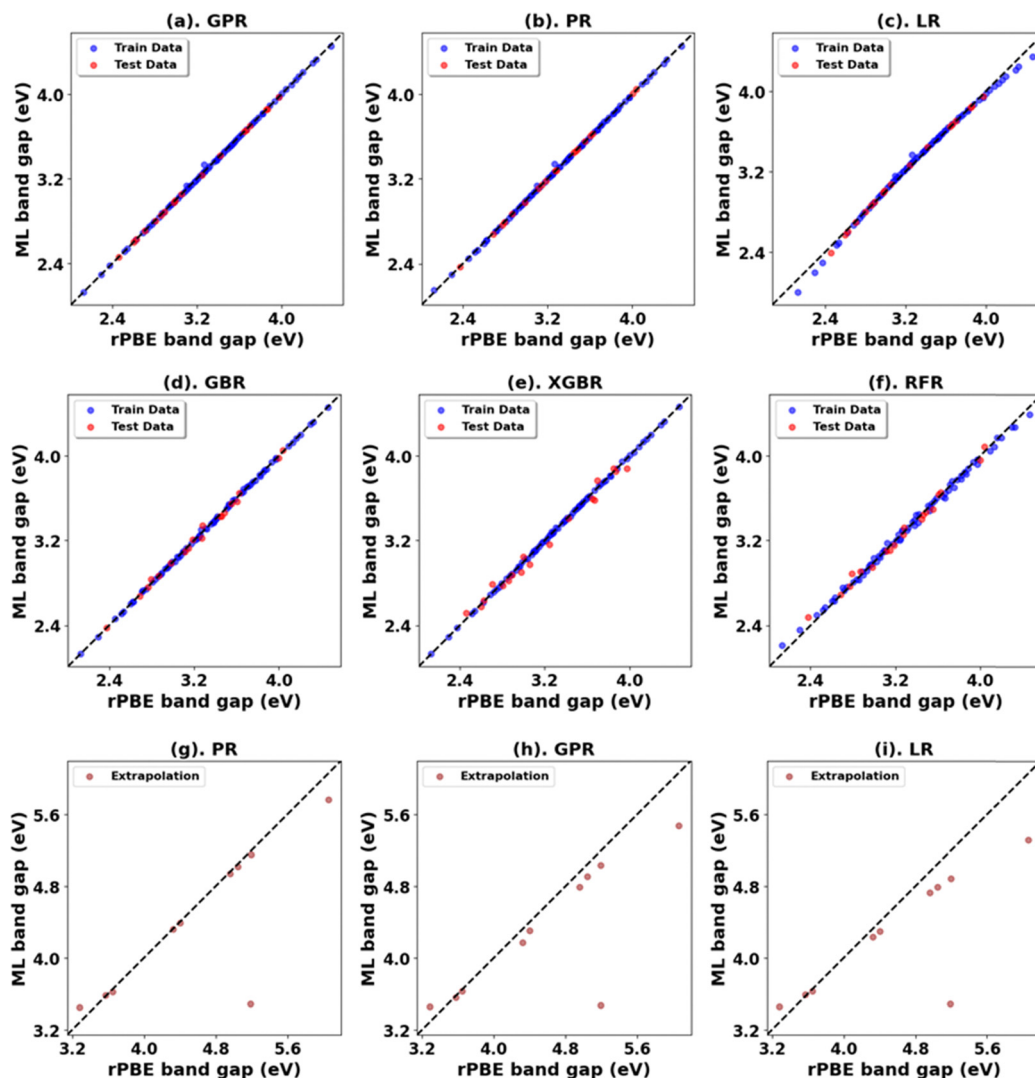 (a). GPR
Train Data
Test Data
ML band gap (eV)
4.0
3.2
2.4
2.4 3.2 4.0
rPBE band gap (eV)
(b). PR
Train Data
Test Data
ML band gap (eV)
4.0
3.2
2.4
2.4 3.2 4.0
rPBE band gap (eV)
(c). LR
Train Data
Test Data
ML band gap (eV)
4.0
3.2
2.4
2.4 3.2 4.0
rPBE band gap (eV)
(d). GBR
Train Data
Test Data
ML band gap (eV)
4.0
3.2
2.4
2.4 3.2 4.0
rPBE band gap (eV)
(e). XGBR
Train Data
Test Data
ML band gap (eV)
4.0
3.2
2.4
2.4 3.2 4.0
rPBE band gap (eV)
(f). RFR
Train Data
Test Data
ML band gap (eV)
4.0
3.2
2.4
2.4 3.2 4.0
rPBE band gap (eV)
(g). PR
Extrapolation
ML band gap (eV)
5.6
4.8
4.0
3.2
3.2 4.0 4.8 5.6
rPBE band gap (eV)
(h). GPR
Extrapolation
ML band gap (eV)
5.6
4.8
4.0
3.2
3.2 4.0 4.8 5.6
rPBE band gap (eV)
(i). LR
Extrapolation
ML band gap (eV)
5.6
4.8
4.0
3.2
3.2 4.0 4.8 5.6
rPBE band gap (eV)